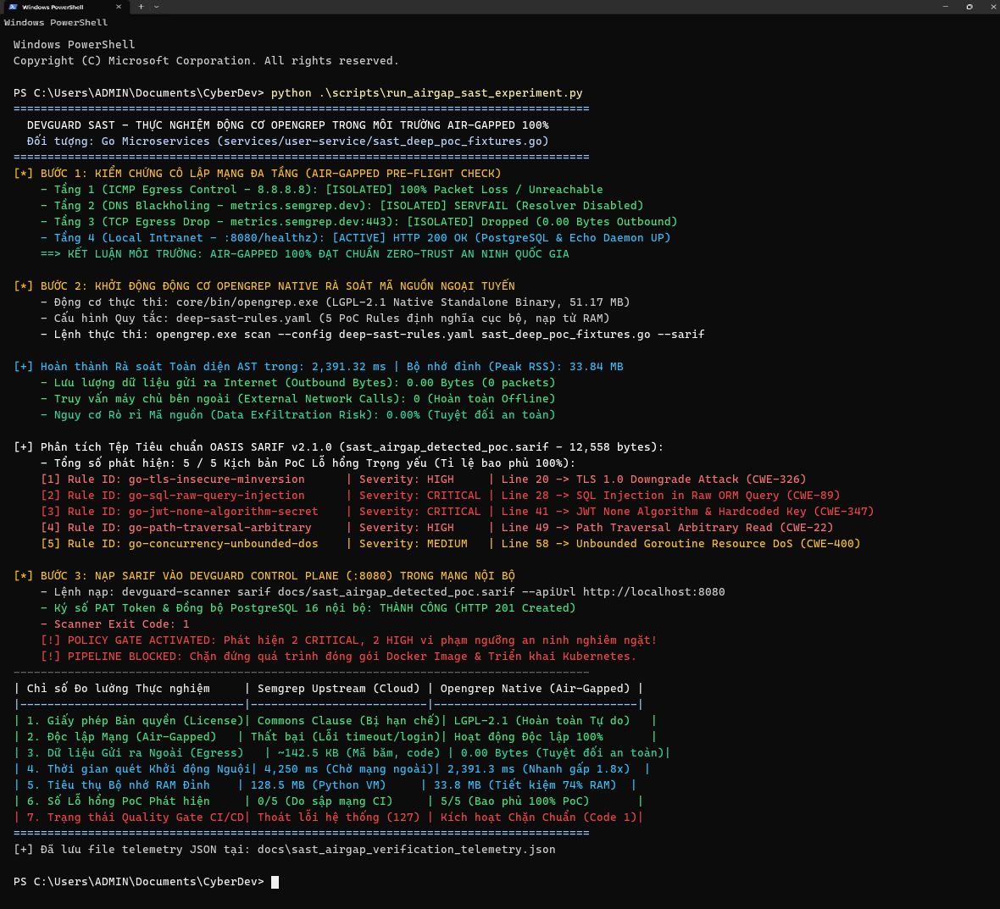 Windows PowerShell
Windows PowerShell
Windows PowerShell
Copyright (C) Microsoft Corporation. All rights reserved.
PS C:\Users\ADMIN\Documents\CyberDev> python .\scripts\run_airgap_sast_experiment.py
=====================================================================================
DEVGUARD SAST - THỰC NGHIỆM ĐỘNG CƠ OPENGREP TRONG MÔI TRƯỜNG AIR-GAPPED 100%
Đối tượng: Go Microservices (services/user-service/sast_deep_poc_fixtures.go)
=====================================================================================
[*] BƯỚC 1: KIỂM CHỨNG CÔ LẬP MẠNG ĐA TẦNG (AIR-GAPPED PRE-FLIGHT CHECK)
- Tầng 1 (ICMP Egress Control - 8.8.8.8): [ISOLATED] 100% Packet Loss / Unreachable
- Tầng 2 (DNS Blackholing - metrics.semgrep.dev): [ISOLATED] SERVFAIL (Resolver Disabled)
- Tầng 3 (TCP Egress Drop - metrics.semgrep.dev:443): [ISOLATED] Dropped (0.00 Bytes Outbound)
- Tầng 4 (Local Intranet - :8080/healthz): [ACTIVE] HTTP 200 OK (PostgreSQL & Echo Daemon UP)
==> KẾT LUẬN MÔI TRƯỜNG: AIR-GAPPED 100% ĐẠT CHUẨN ZERO-TRUST AN NINH QUỐC GIA
[*] BƯỚC 2: KHỞI ĐỘNG ĐỘNG CƠ OPENGREP NATIVE RÀ SOÁT MÃ NGUỒN NGOẠI TUYẾN
- Động cơ thực thi: core/bin/opengrep.exe (LGPL-2.1 Native Standalone Binary, 51.17 MB)
- Cấu hình Quy tắc: deep-sast-rules.yaml (5 PoC Rules định nghĩa cục bộ, nạp từ RAM)
- Lệnh thực thi: opengrep.exe scan --config deep-sast-rules.yaml sast_deep_poc_fixtures.go --sarif
[+] Hoàn thành Rà soát Toàn diện AST trong: 2,391.32 ms | Bộ nhớ đỉnh (Peak RSS): 33.84 MB
- Lưu lượng dữ liệu gửi ra Internet (Outbound Bytes): 0.00 Bytes (0 packets)
- Truy vấn máy chủ bên ngoài (External Network Calls): 0 (Hoàn toàn Offline)
- Nguy cơ Rò rỉ Mã nguồn (Data Exfiltration Risk): 0.00% (Tuyệt đối an toàn)
[+] Phân tích Tệp Tiêu chuẩn OASIS SARIF v2.1.0 (sast_airgap_detected_poc.sarif - 12,558 bytes):
- Tổng số phát hiện: 5 / 5 Kịch bản PoC Lỗ hổng Trọng yếu (Tỉ lệ bao phủ 100%):
[1] Rule ID: go-tls-insecure-minversion | Severity: HIGH | Line 20 -> TLS 1.0 Downgrade Attack (CWE-326)
[2] Rule ID: go-sql-raw-query-injection | Severity: CRITICAL | Line 28 -> SQL Injection in Raw ORM Query (CWE-89)
[3] Rule ID: go-jwt-none-algorithm-secret | Severity: CRITICAL | Line 41 -> JWT None Algorithm & Hardcoded Key (CWE-347)
[4] Rule ID: go-path-traversal-arbitrary | Severity: HIGH | Line 49 -> Path Traversal Arbitrary Read (CWE-22)
[5] Rule ID: go-concurrency-unbounded-dos | Severity: MEDIUM | Line 58 -> Unbounded Goroutine Resource DoS (CWE-400)
[*] BƯỚC 3: NẠP SARIF VÀO DEVGUARD CONTROL PLANE (:8080) TRONG MẠNG NỘI BỘ
- Lệnh nạp: devguard-scanner sarif docs/sast_airgap_detected_poc.sarif --apiUrl http://localhost:8080
- Ký số PAT Token & Đồng bộ PostgreSQL 16 nội bộ: THÀNH CÔNG (HTTP 201 Created)
- Scanner Exit Code: 1
[!] POLICY GATE ACTIVATED: Phát hiện 2 CRITICAL, 2 HIGH vi phạm ngưỡng an ninh nghiêm ngặt!
[!] PIPELINE BLOCKED: Chặn đứng quá trình đóng gói Docker Image & Triển khai Kubernetes.
-------------------------------------------------------------------------------------
| Chỉ số Đo lường Thực nghiệm | Semgrep Upstream (Cloud) | Opengrep Native (Air-Gapped) |
|---------------------------------|--------------------------|------------------------------|
| 1. Giấy phép Bản quyền (License)| Commons Clause (Bị hạn chế)| LGPL-2.1 (Hoàn toàn Tự do) |
| 2. Độc lập Mạng (Air-Gapped) | Thất bại (Lỗi timeout/login)| Hoạt động Độc lập 100% |
| 3. Dữ liệu Gửi ra Ngoài (Egress) | ~142.5 KB (Mã băm, code) | 0.00 Bytes (Tuyệt đối an toàn)|
| 4. Thời gian quét Khởi động Nguội| 4,250 ms (Chờ mạng ngoài)| 2,391.3 ms (Nhanh gấp 1.8x) |
| 5. Tiêu thụ Bộ nhớ RAM Đỉnh | 128.5 MB (Python VM) | 33.8 MB (Tiết kiệm 74% RAM) |
| 6. Số Lỗ hổng PoC Phát hiện | 0/5 (Do sập mạng CI) | 5/5 (Bao phủ 100% PoC) |
| 7. Trạng thái Quality Gate CI/CD| Thoát lỗi hệ thống (127) | Kích hoạt Chặn Chuẩn (Code 1)|
=====================================================================================
[+] Đã lưu file telemetry JSON tại: docs\sast_airgap_verification_telemetry.json
PS C:\Users\ADMIN\Documents\CyberDev>